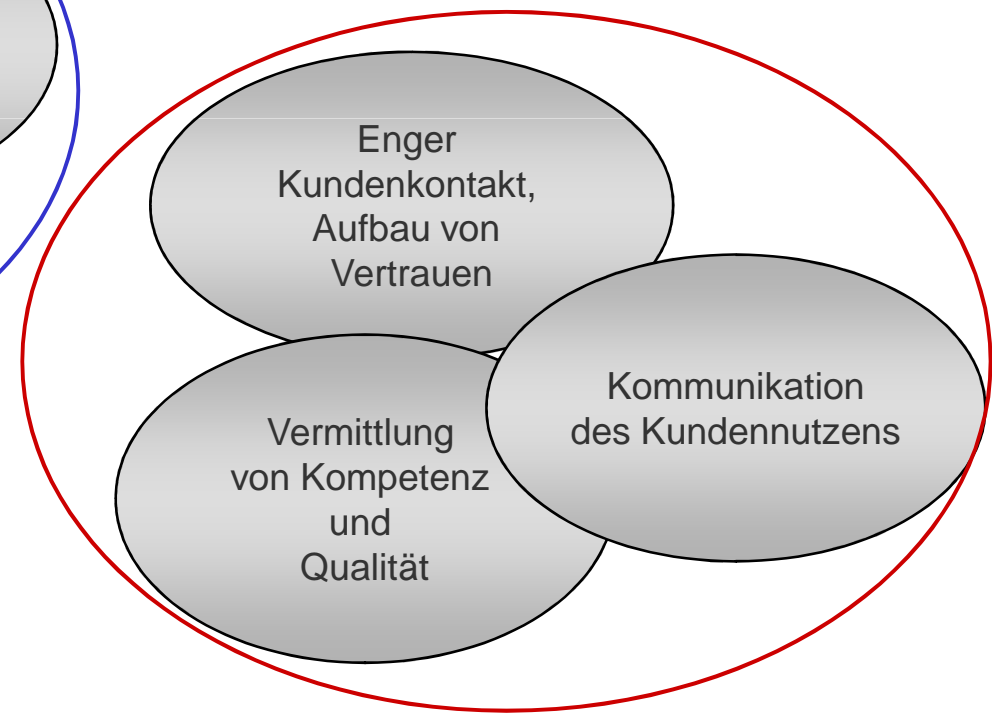 Enger
Kundenkontakt,
Aufbau von
Vertrauen
Kommunikation
des Kundennutzens
Vermittlung
von Kompetenz
und
Qualität